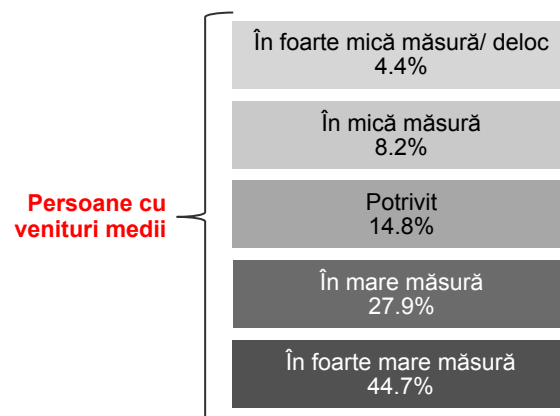 În foarte mică măsură/ deloc
4.4%
În mică măsură
8.2%
Persoane cu
venituri medii
Potrivit
14.8%
În mare măsură
27.9%
În foarte mare măsură
44.7%